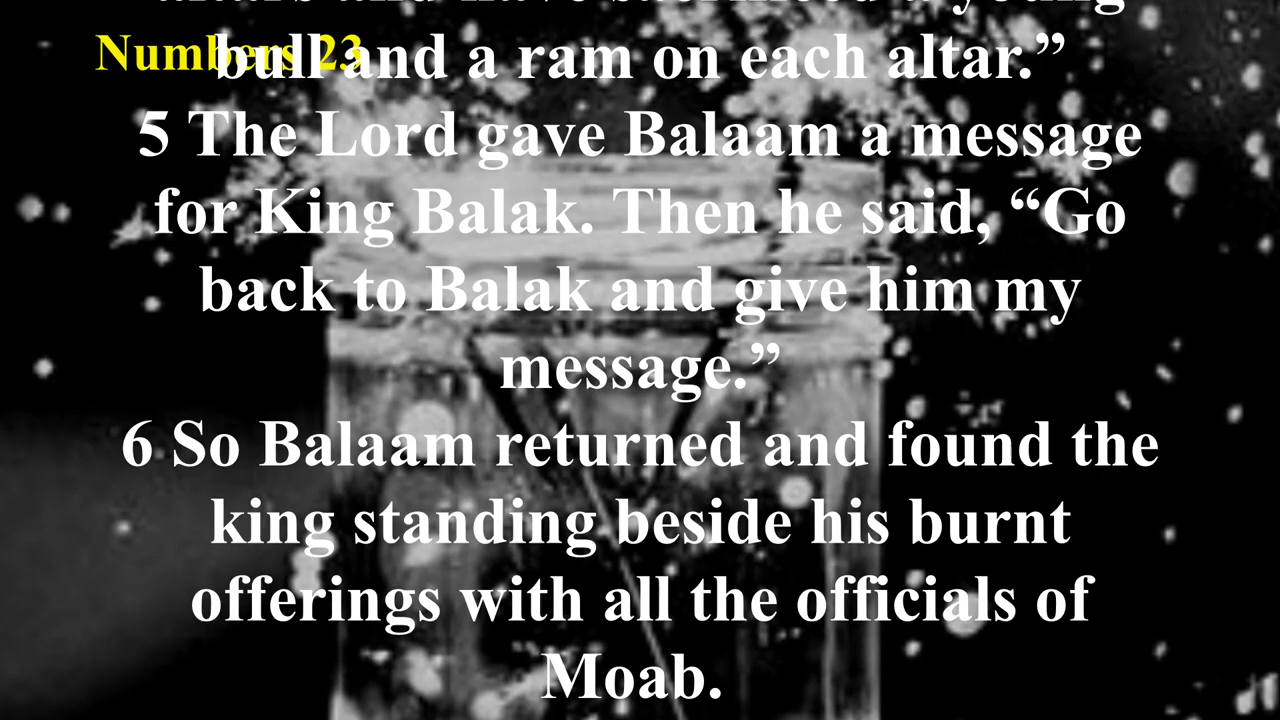 Numbers 23
bull and a ram on each altar.”
5 The Lord gave Balaam a message
for King Balak. Then he said, “Go
back to Balak and give him my
message.”
6 So Balaam returned and found the
king standing beside his burnt
offerings with all the officials of
Moab.